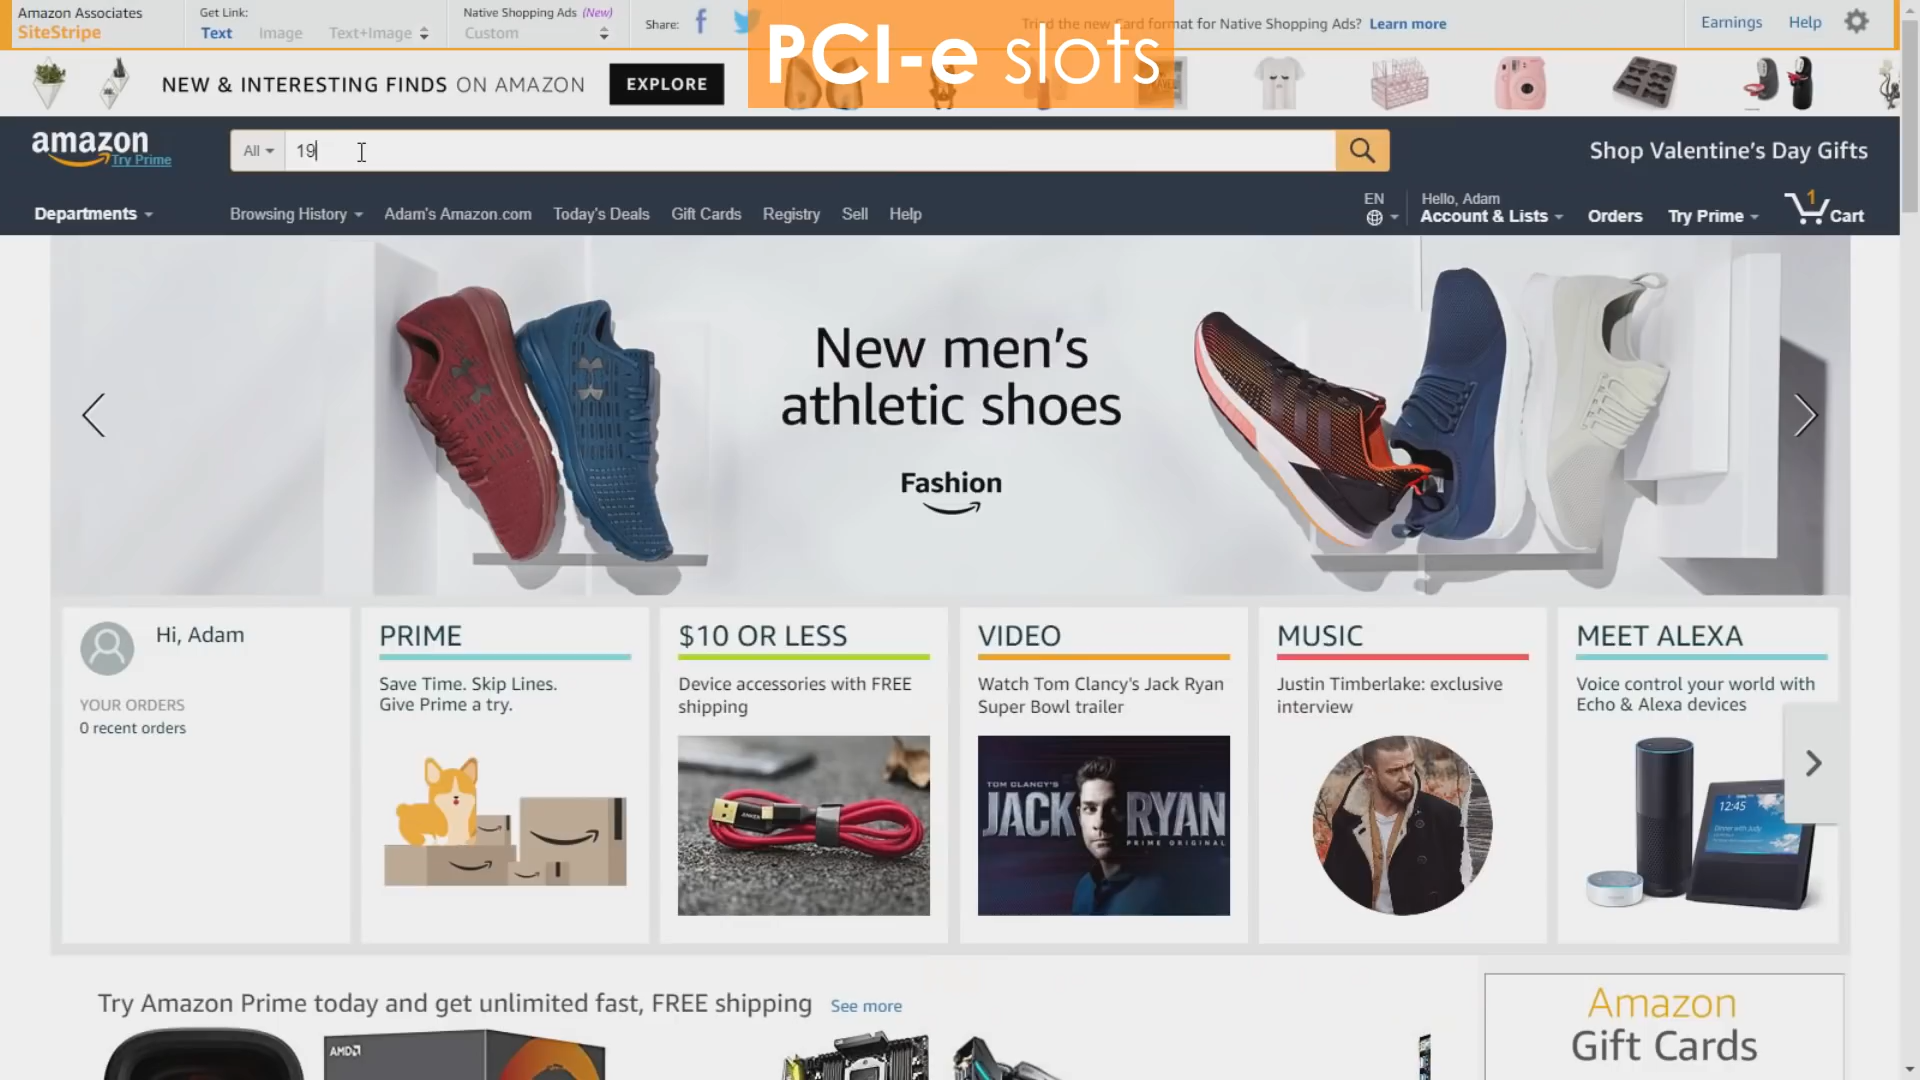 Amazon Associates
SiteStripe
Get Link:
Text Image Text+Image
Native Shopping Ads (New)
Custom
Share:
PCI-e slots
Tried the new Card format for Native Shopping Ads? Learn more
Earnings Help
NEW & INTERESTING FINDS ON AMAZON EXPLORE
amazon
Try Prime
All
19
Shop Valentine's Day Gifts
Departments
Browsing History Adam's Amazon.com Today's Deals Gift Cards Registry Sell Help
EN
Hello, Adam
Account & Lists
Orders Try Prime
1
Cart
New men's
athletic shoes
Fashion
Hi, Adam
YOUR ORDERS
0 recent orders
PRIME
Save Time. Skip Lines.
Give Prime a try.
$10 OR LESS
Device accessories with FREE
shipping
ANKER
VIDEO
Watch Tom Clancy's Jack Ryan
Super Bowl trailer
TOM CLANCY'S
JACK RYAN
PRIME ORIGINAL
MUSIC
Justin Timberlake: exclusive
interview
MEET ALEXA
Voice control your world with
Echo & Alexa devices
12:45
Dinner with Judy
Try Amazon Prime today and get unlimited fast, FREE shipping See more
AMD
Amazon
Gift Cards